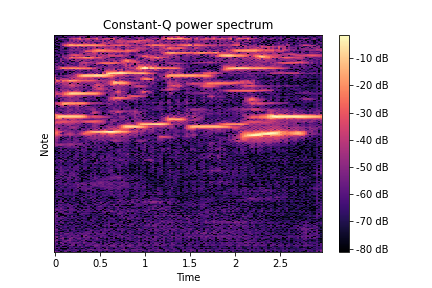 Constant-Q power spectrum
Note
0
0.5
1
1.5
2
2.5
Time
-10 dB
-20 dB
-30 dB
-40 dB
-50 dB
-60 dB
-70 dB
-80 dB